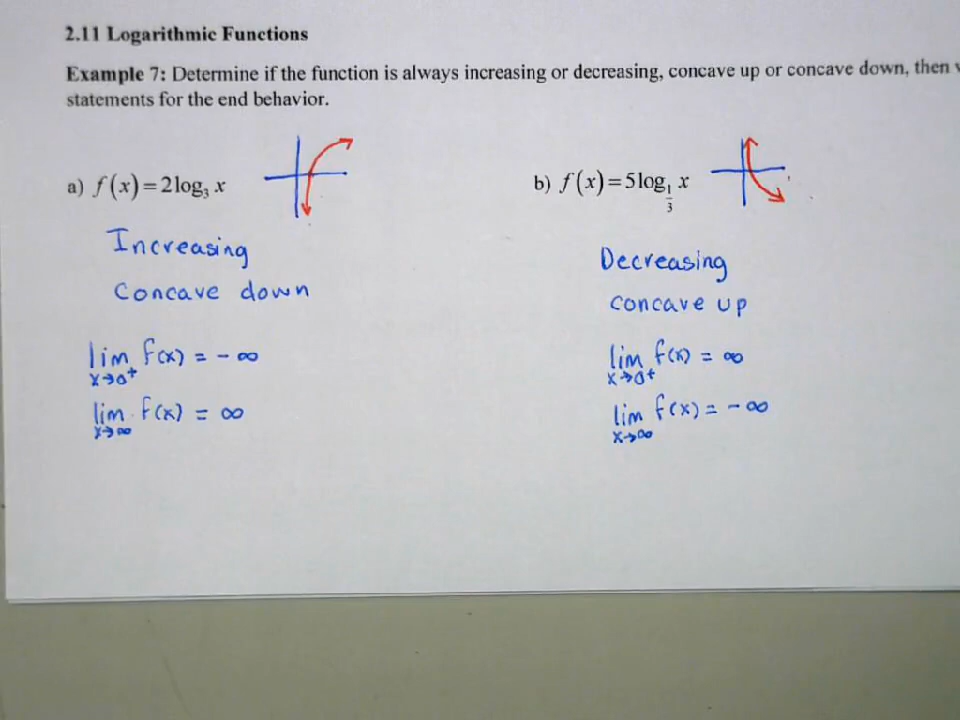 2.11 Logarithmic Functions
Example 7: Determine if the function is always increasing or decreasing, concave up or concave down, then
statements for the end behavior.
a) f(x)=2log₃ x
Increasing
Concave down
lim f(x) = -∞
x→0⁺
lim f(x) = ∞
x→∞
b) f(x)=5log_{1/3} x
Decreasing
concave up
lim f(x) = ∞
x→0⁺
lim f(x) = -∞
x→∞